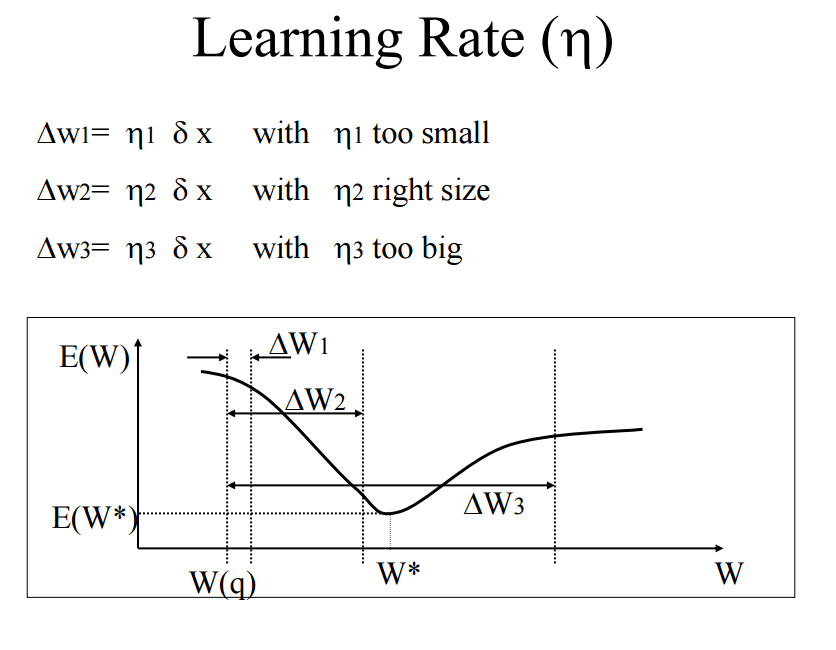 Learning Rate (η)
Δw1= η1 δ x with η1 too small
Δw2= η2 δ x with η2 right size
Δw3= η3 δ x with η3 too big
E(W)
ΔW1
ΔW2
ΔW3
E(W*)
W(q)
W*
W